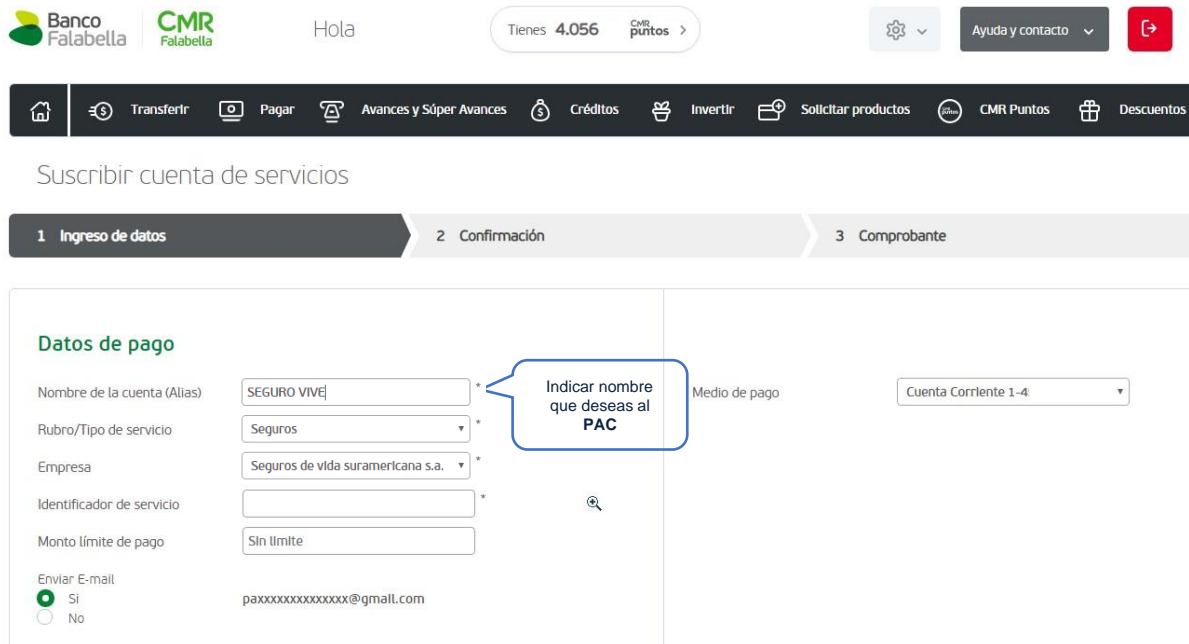 Banco Falabella
CMR Falabella
Hola
Tienes 4.056 CMR puntos >
Ayuda y contacto
Transferir
Pagar
Avances y Súper Avances
Créditos
Invertir
Solicitar productos
CMR Puntos
Descuentos
Suscribir cuenta de servicios
1 Ingreso de datos
2 Confirmación
3 Comprobante
Datos de pago
Nombre de la cuenta (Alias) SEGURO VIVE *
Indicar nombre
que deseas al
PAC
Medio de pago Cuenta Corriente 1-4
Rubro/Tipo de servicio Seguros *
Empresa Seguros de vida suramericana s.a. *
Identificador de servicio *
Monto límite de pago Sin límite
Enviar E-mail
Si paxxxxxxxxxxxxxx@gmail.com
No